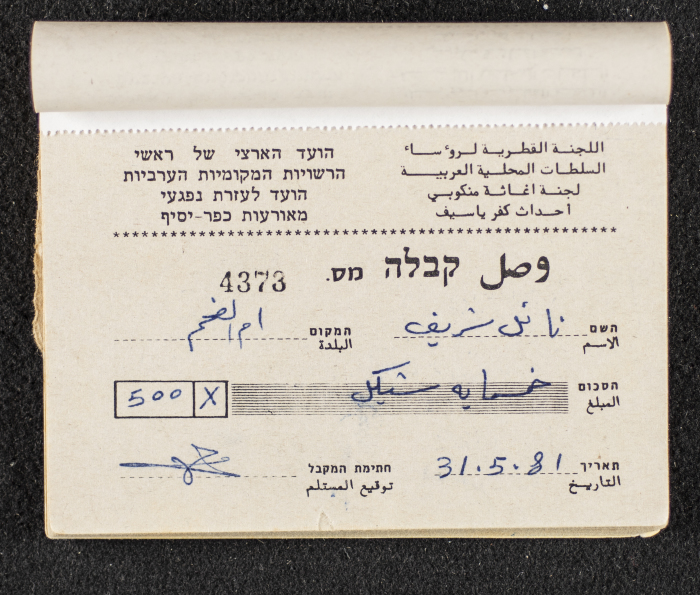 اللجنة القطرية لروءساء
السلطات المحلية العربية
لجنة اغاثة منكوبي
أحداث كفر ياسيف
הועד הארצי של ראשי
הרשויות המקומיות הערביות
הועד לעזרת נפגעי
מאורעות כפר-יסיף
وصل קבלה מס. 4373
השם نائل شريف המקום ام الفحم
الاسم البلدة
הסכום خمسمايه شيكل X 500
المبلغ
תאריך 31.5.81 חתימת המקבל
التاريخ توقيع المستلم